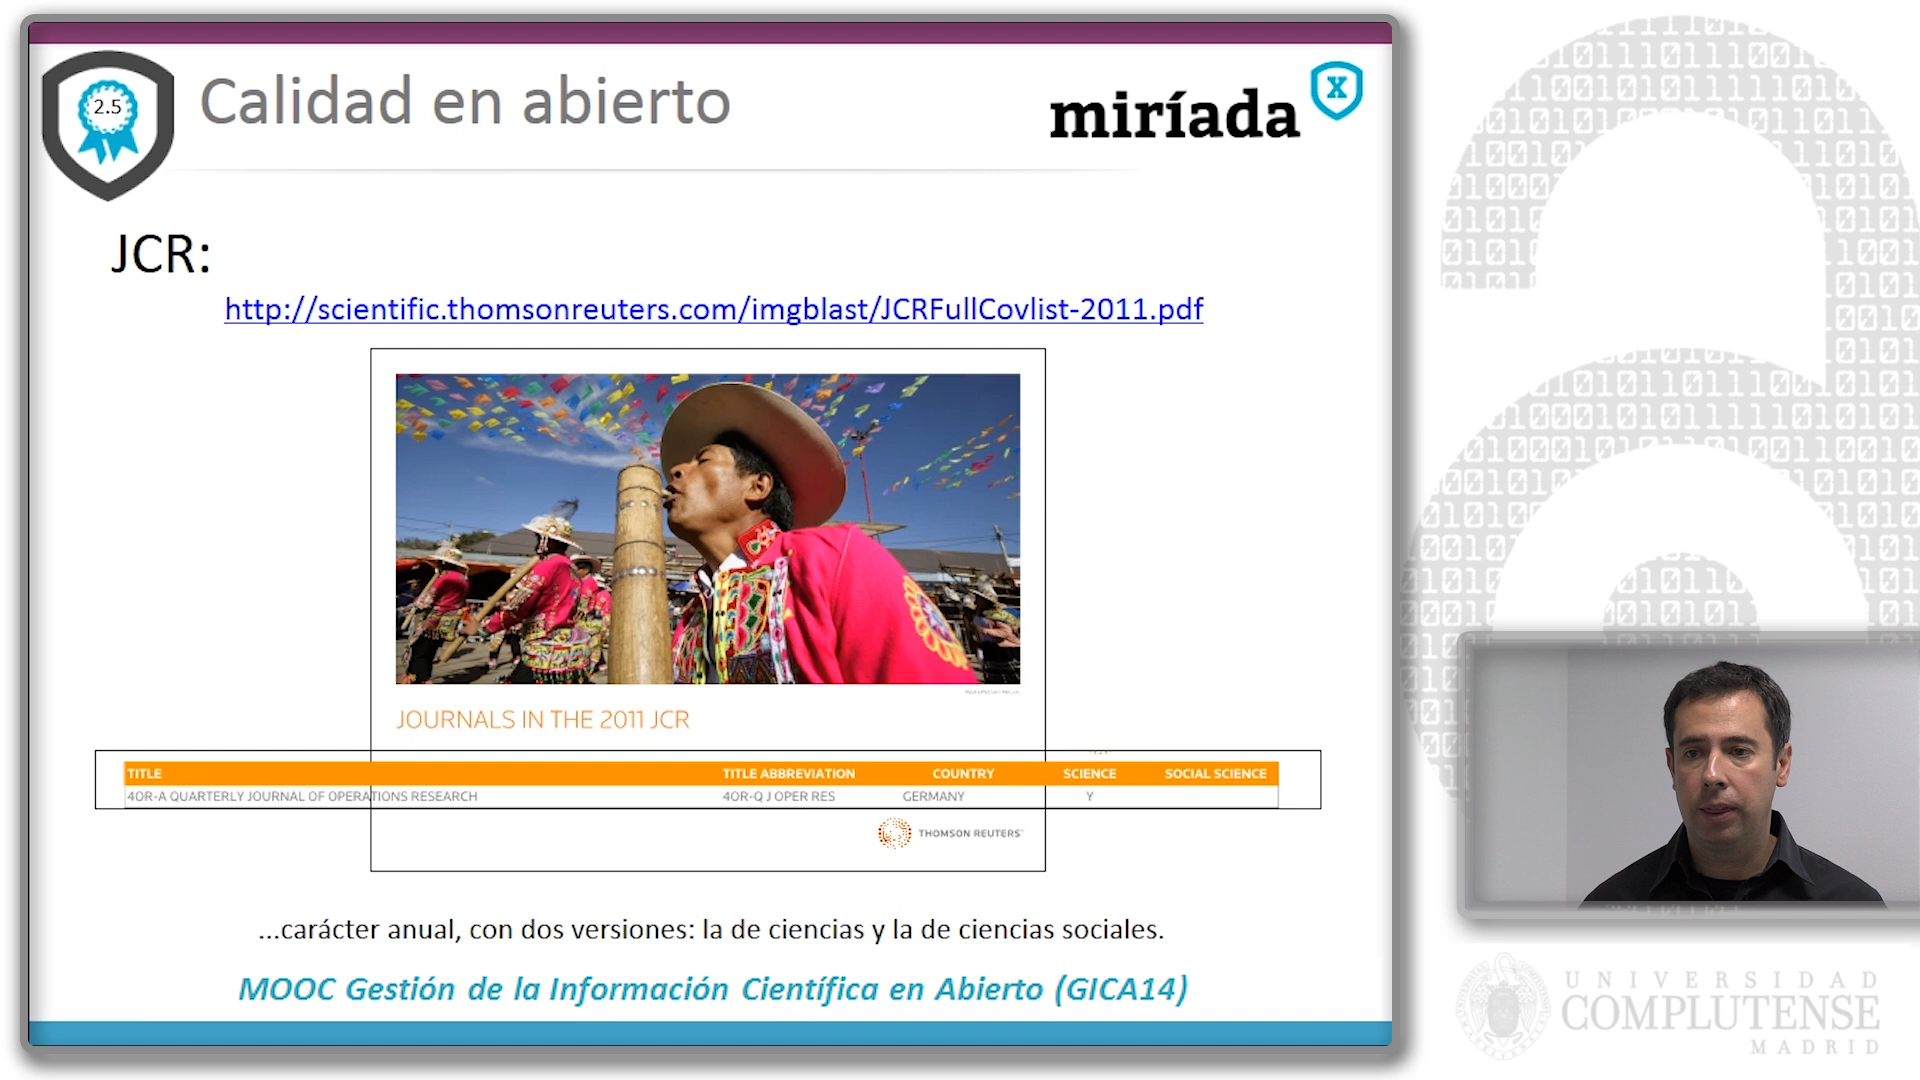 2.5
Calidad en abierto
miríada X
JCR:
http://scientific.thomsonreuters.com/imgblast/JCRFullCovlist-2011.pdf
JOURNALS IN THE 2011 JCR
TITLE TITLE ABBREVIATION COUNTRY SCIENCE SOCIAL SCIENCE
4OR-A QUARTERLY JOURNAL OF OPERATIONS RESEARCH 4OR-Q J OPER RES GERMANY Y
THOMSON REUTERS
...carácter anual, con dos versiones: la de ciencias y la de ciencias sociales.
MOOC Gestión de la Información Científica en Abierto (GICA14)
UNIVERSIDAD
COMPLUTENSE
MADRID